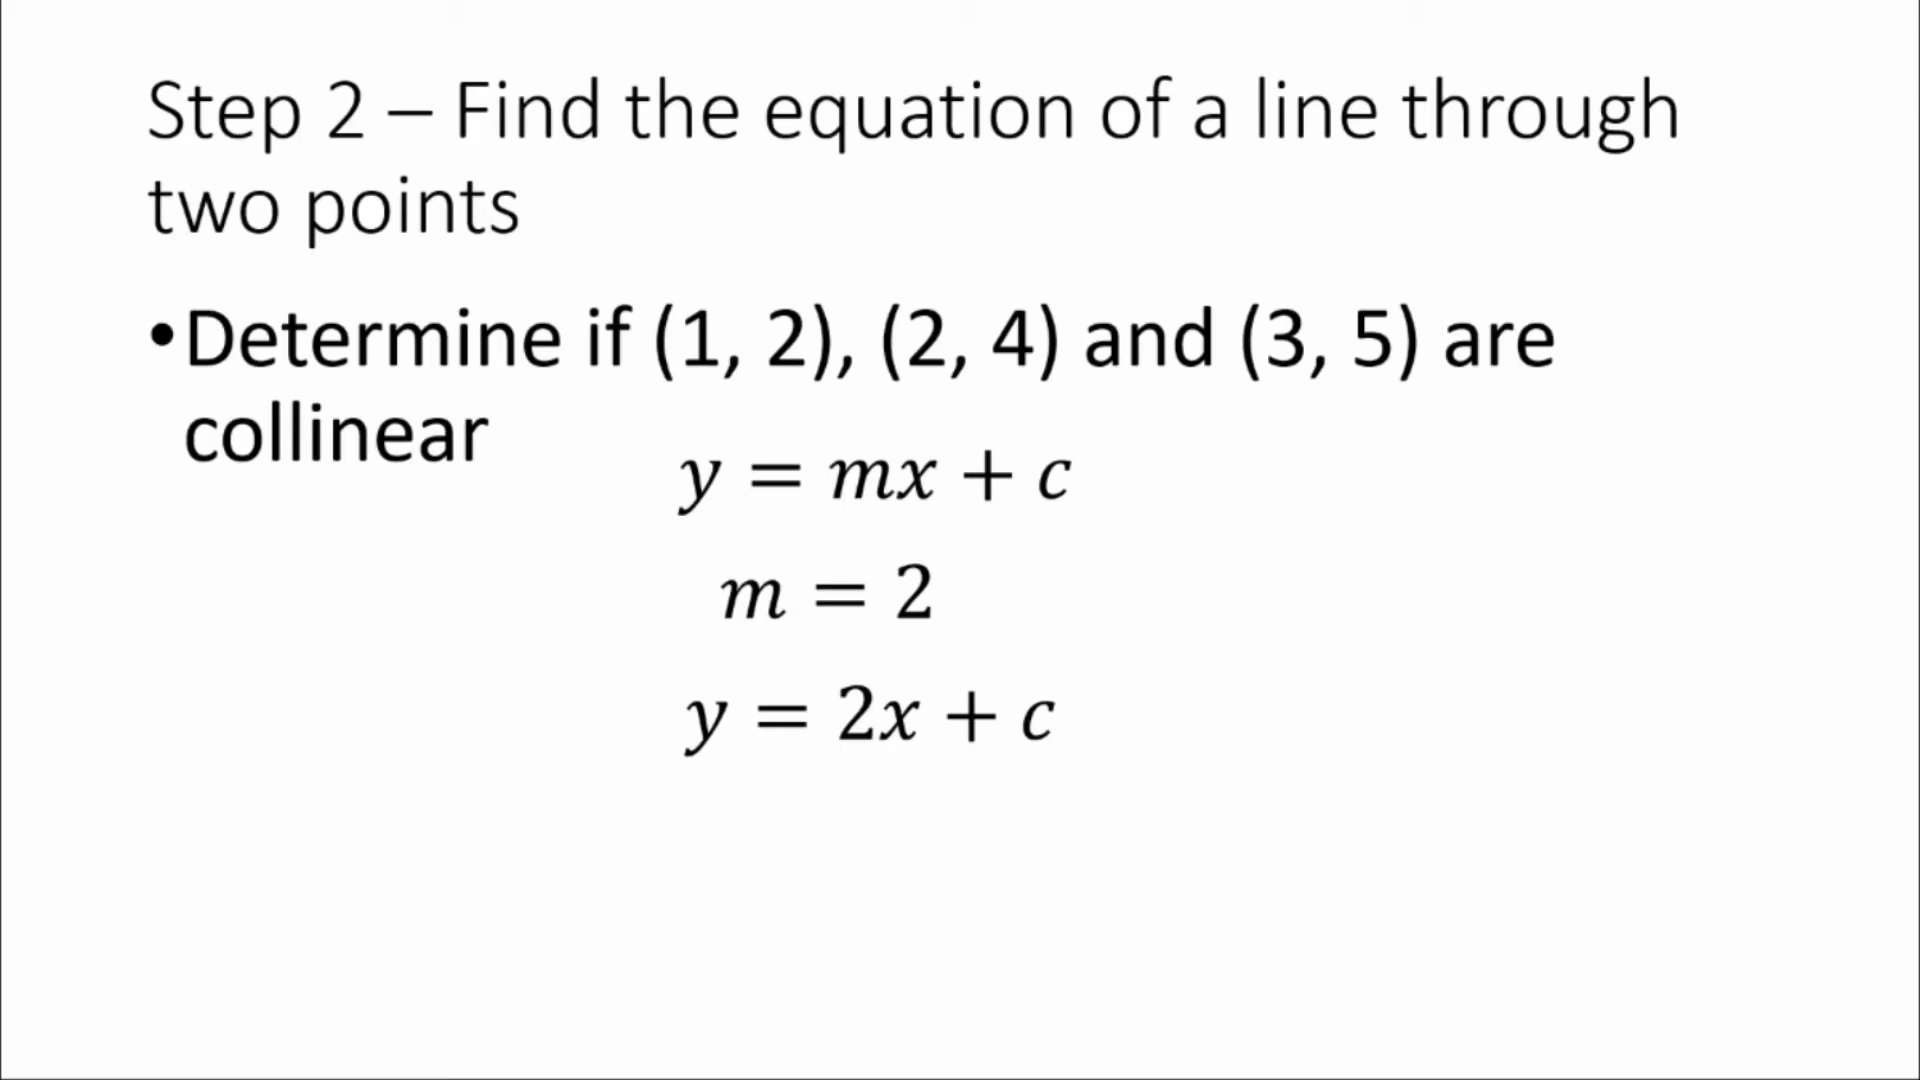 Step 2 – Find the equation of a line through
two points
•Determine if (1, 2), (2, 4) and (3, 5) are
collinear
y = mx + c
m = 2
y = 2x + c